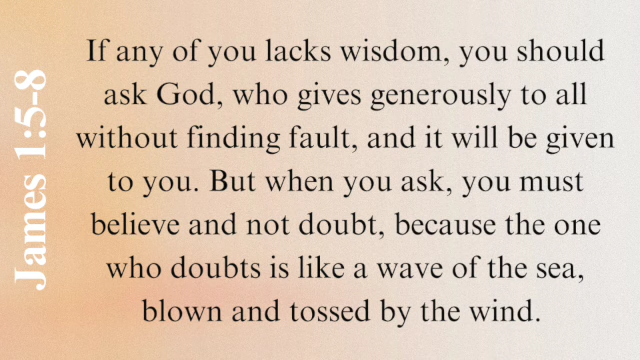 James 1:5-8
If any of you lacks wisdom, you should
ask God, who gives generously to all
without finding fault, and it will be given
to you. But when you ask, you must
believe and not doubt, because the one
who doubts is like a wave of the sea,
blown and tossed by the wind.